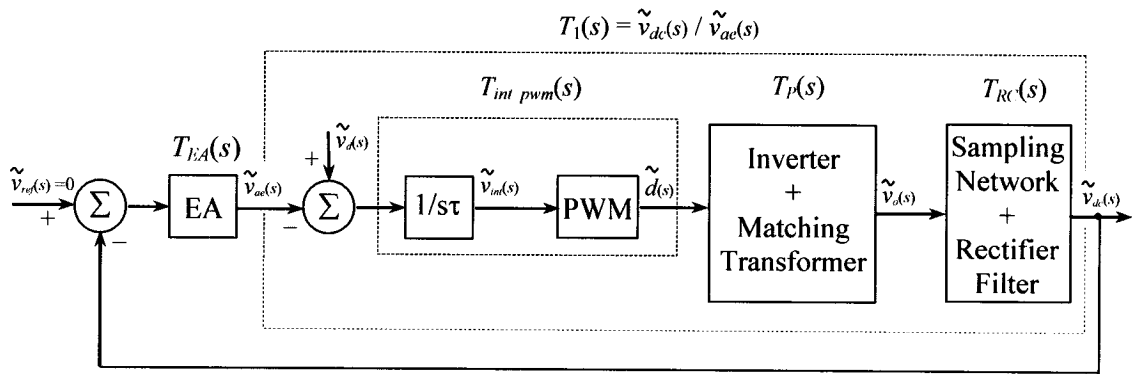 T₁(s) = ṽdc(s) / ṽae(s)
Tint pwm(s)
TP(s)
TRC(s)
TEA(s)
ṽref(s)=0
+
−
Σ
EA
ṽae(s)
+
ṽd(s)
−
Σ
1/sτ
ṽint(s)
PWM
d̃(s)
Inverter
+
Matching
Transformer
ṽo(s)
Sampling
Network
+
Rectifier
Filter
ṽdc(s)